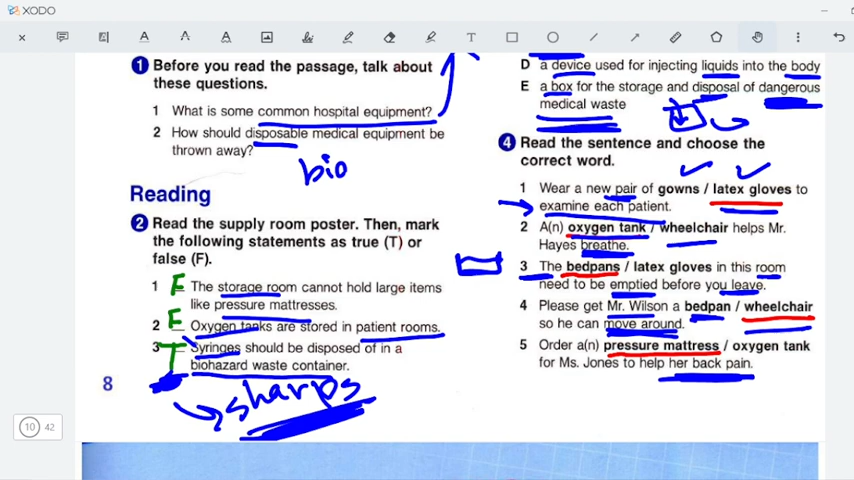 XODO
1 Before you read the passage, talk about
these questions.
1 What is some common hospital equipment?
2 How should disposable medical equipment be
thrown away?
bio
Reading
2 Read the supply room poster. Then, mark
the following statements as true (T) or
false (F).
1 F The storage room cannot hold large items
like pressure mattresses.
2 F Oxygen tanks are stored in patient rooms.
3 T Syringes should be disposed of in a
biohazard waste container.
sharps
8
10 42
D a device used for injecting liquids into the body
E a box for the storage and disposal of dangerous
medical waste
4 Read the sentence and choose the
correct word.
1 Wear a new pair of gowns / latex gloves to
examine each patient.
2 A(n) oxygen tank / wheelchair helps Mr.
Hayes breathe.
3 The bedpans / latex gloves in this room
need to be emptied before you leave.
4 Please get Mr. Wilson a bedpan / wheelchair
so he can move around.
5 Order a(n) pressure mattress / oxygen tank
for Ms. Jones to help her back pain.